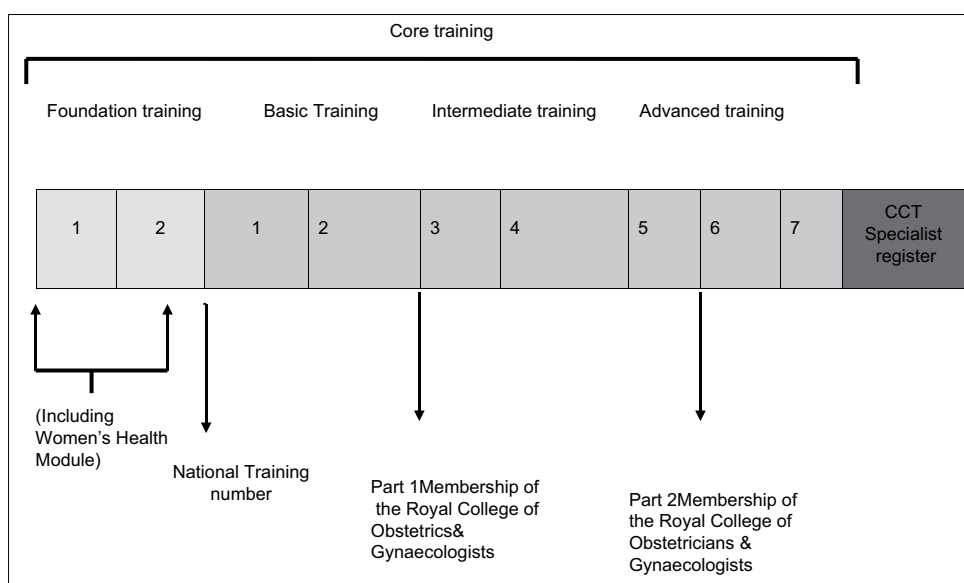 Core training
Foundation training
Basic Training
Intermediate training
Advanced training
1
2
1
2
3
4
5
6
7
CCT
Specialist
register
(Including
Women's Health
Module)
National Training
number
Part 1Membership of
the Royal College of
Obstetrics&
Gynaecologists
Part 2Membership of
the Royal College of
Obstetricians &
Gynaecologists